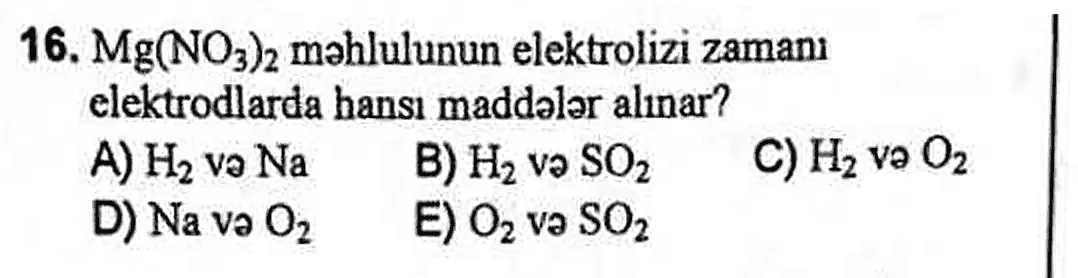 16. Mg(NO₃)₂ məhlulunun elektrolizi zamanı
elektrodlarda hansı maddələr alınar?
A) H₂ və Na B) H₂ və SO₂ C) H₂ və O₂
D) Na və O₂ E) O₂ və SO₂